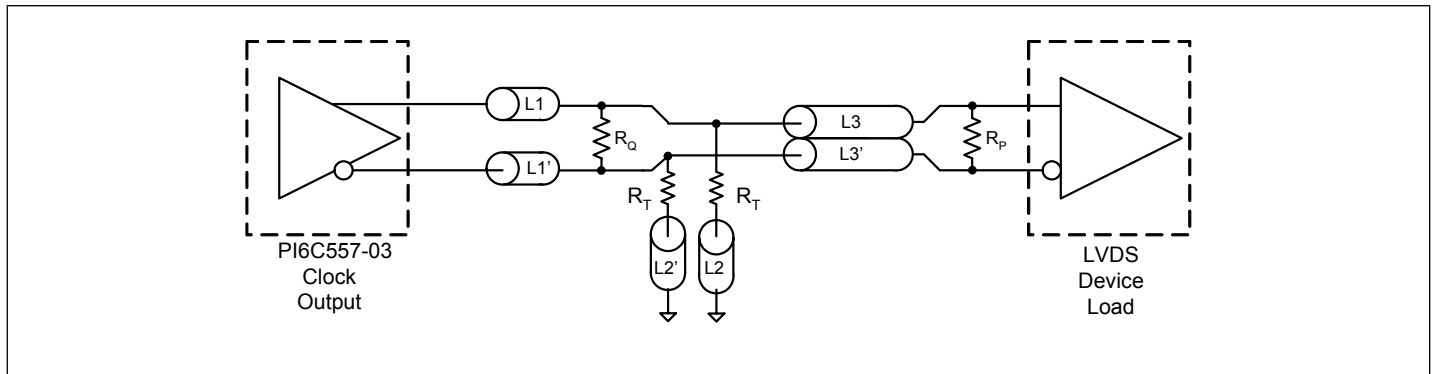 L1
R_Q
L1’
L3
L3’
R_P
R_T
R_T
L2’
L2
PI6C557-03
Clock
Output
LVDS
Device
Load